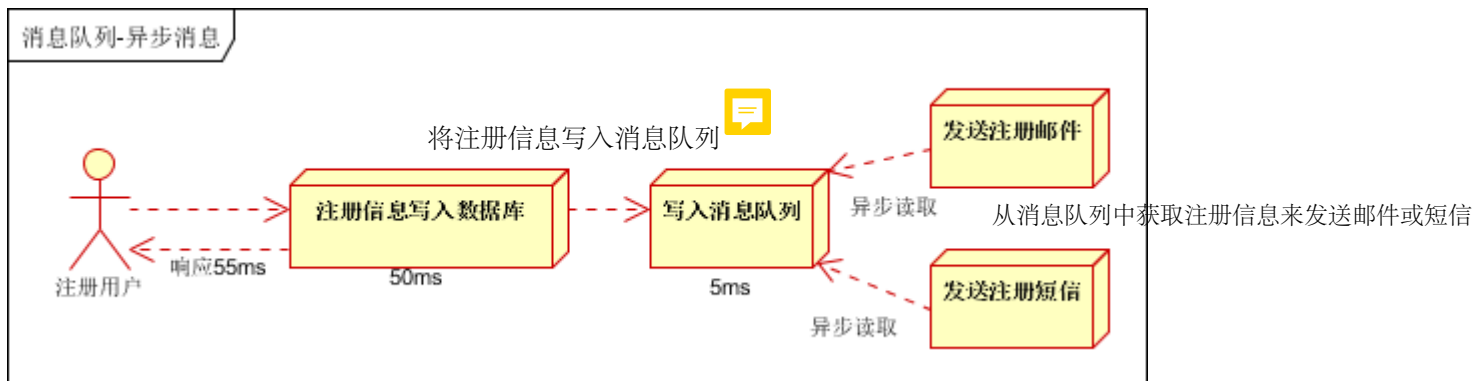 消息队列-异步消息
将注册信息写入消息队列
发送注册邮件
注册信息写入数据库
写入消息队列
异步读取
从消息队列中获取注册信息来发送邮件或短信
响应55ms
50ms
注册用户
5ms
发送注册短信
异步读取